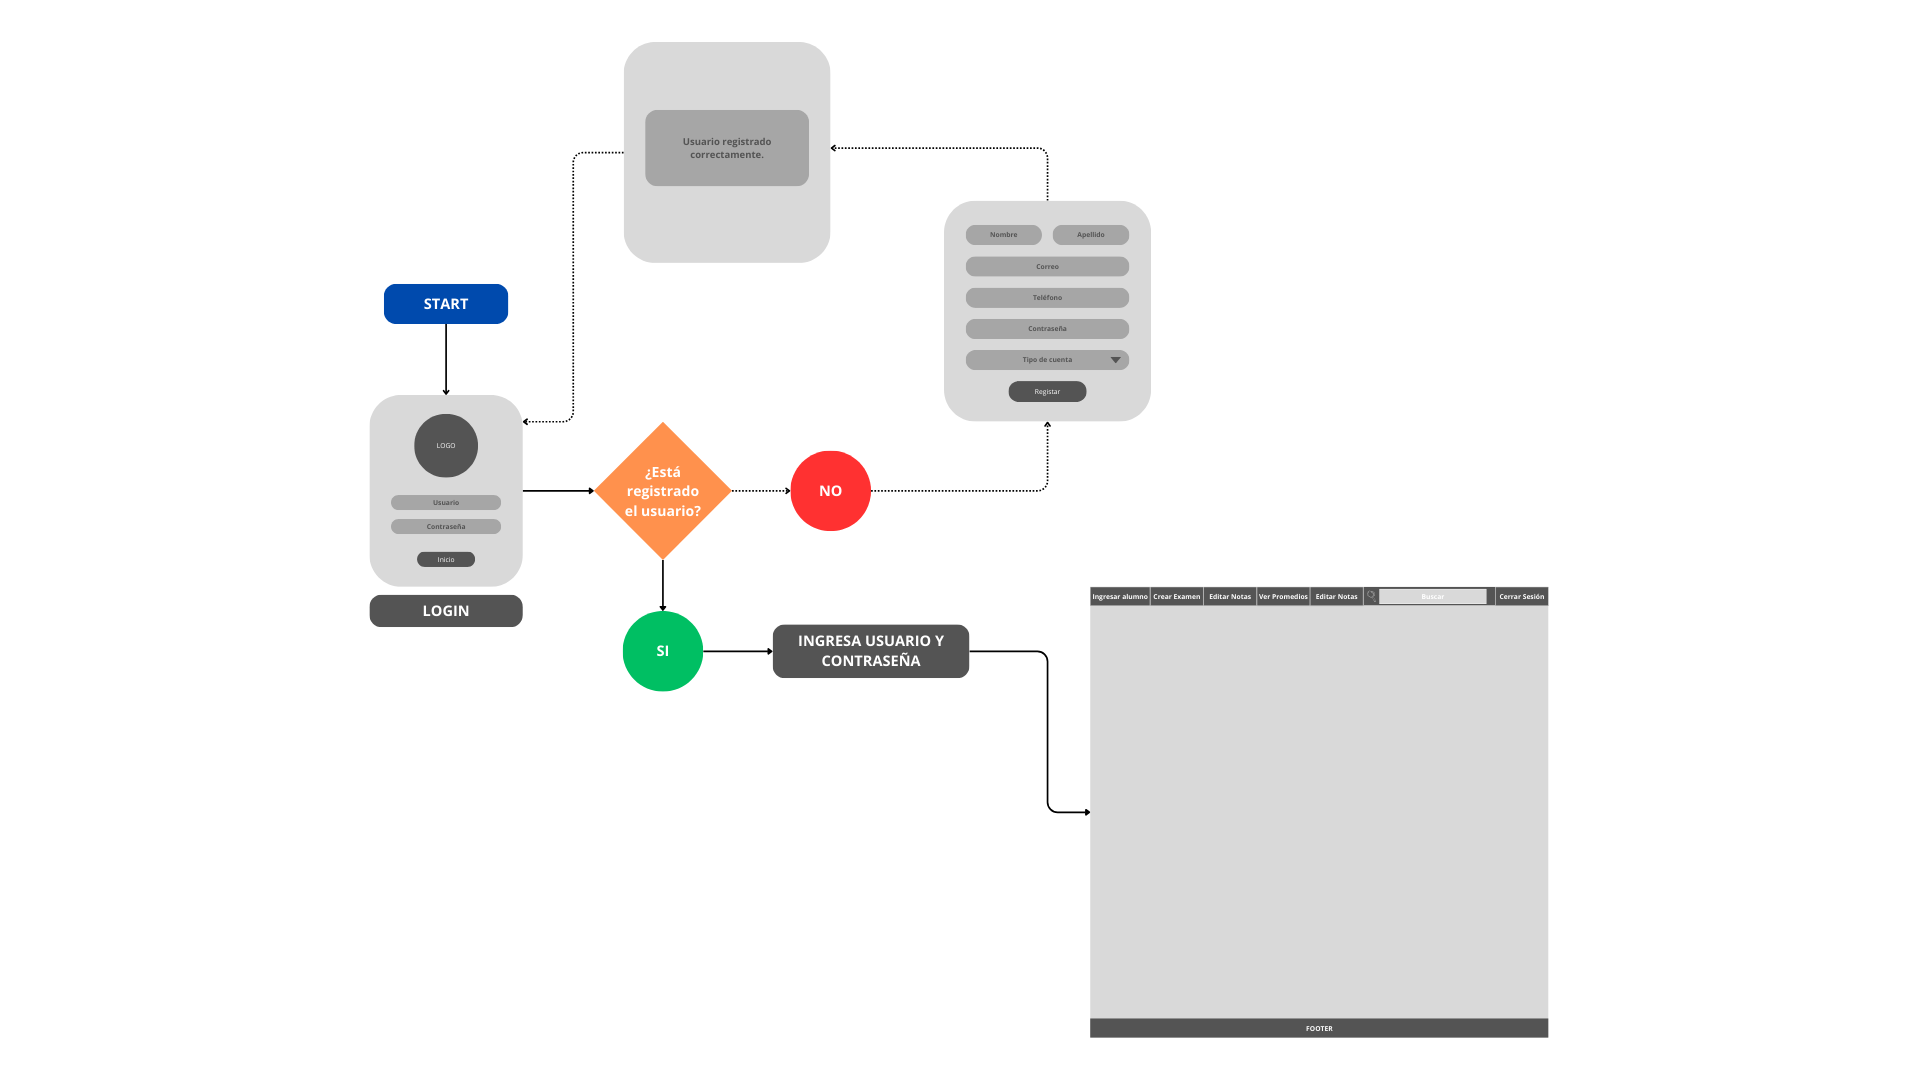 Usuario registrado
correctamente.
Nombre
Apellido
Correo
Teléfono
Contraseña
Tipo de cuenta
Registar
START
LOGO
Usuario
Contraseña
Inicio
LOGIN
¿Está
registrado
el usuario?
NO
SI
INGRESA USUARIO Y
CONTRASEÑA
Ingresar alumno
Crear Examen
Editar Notas
Ver Promedios
Editar Notas
Buscar
Cerrar Sesión
FOOTER